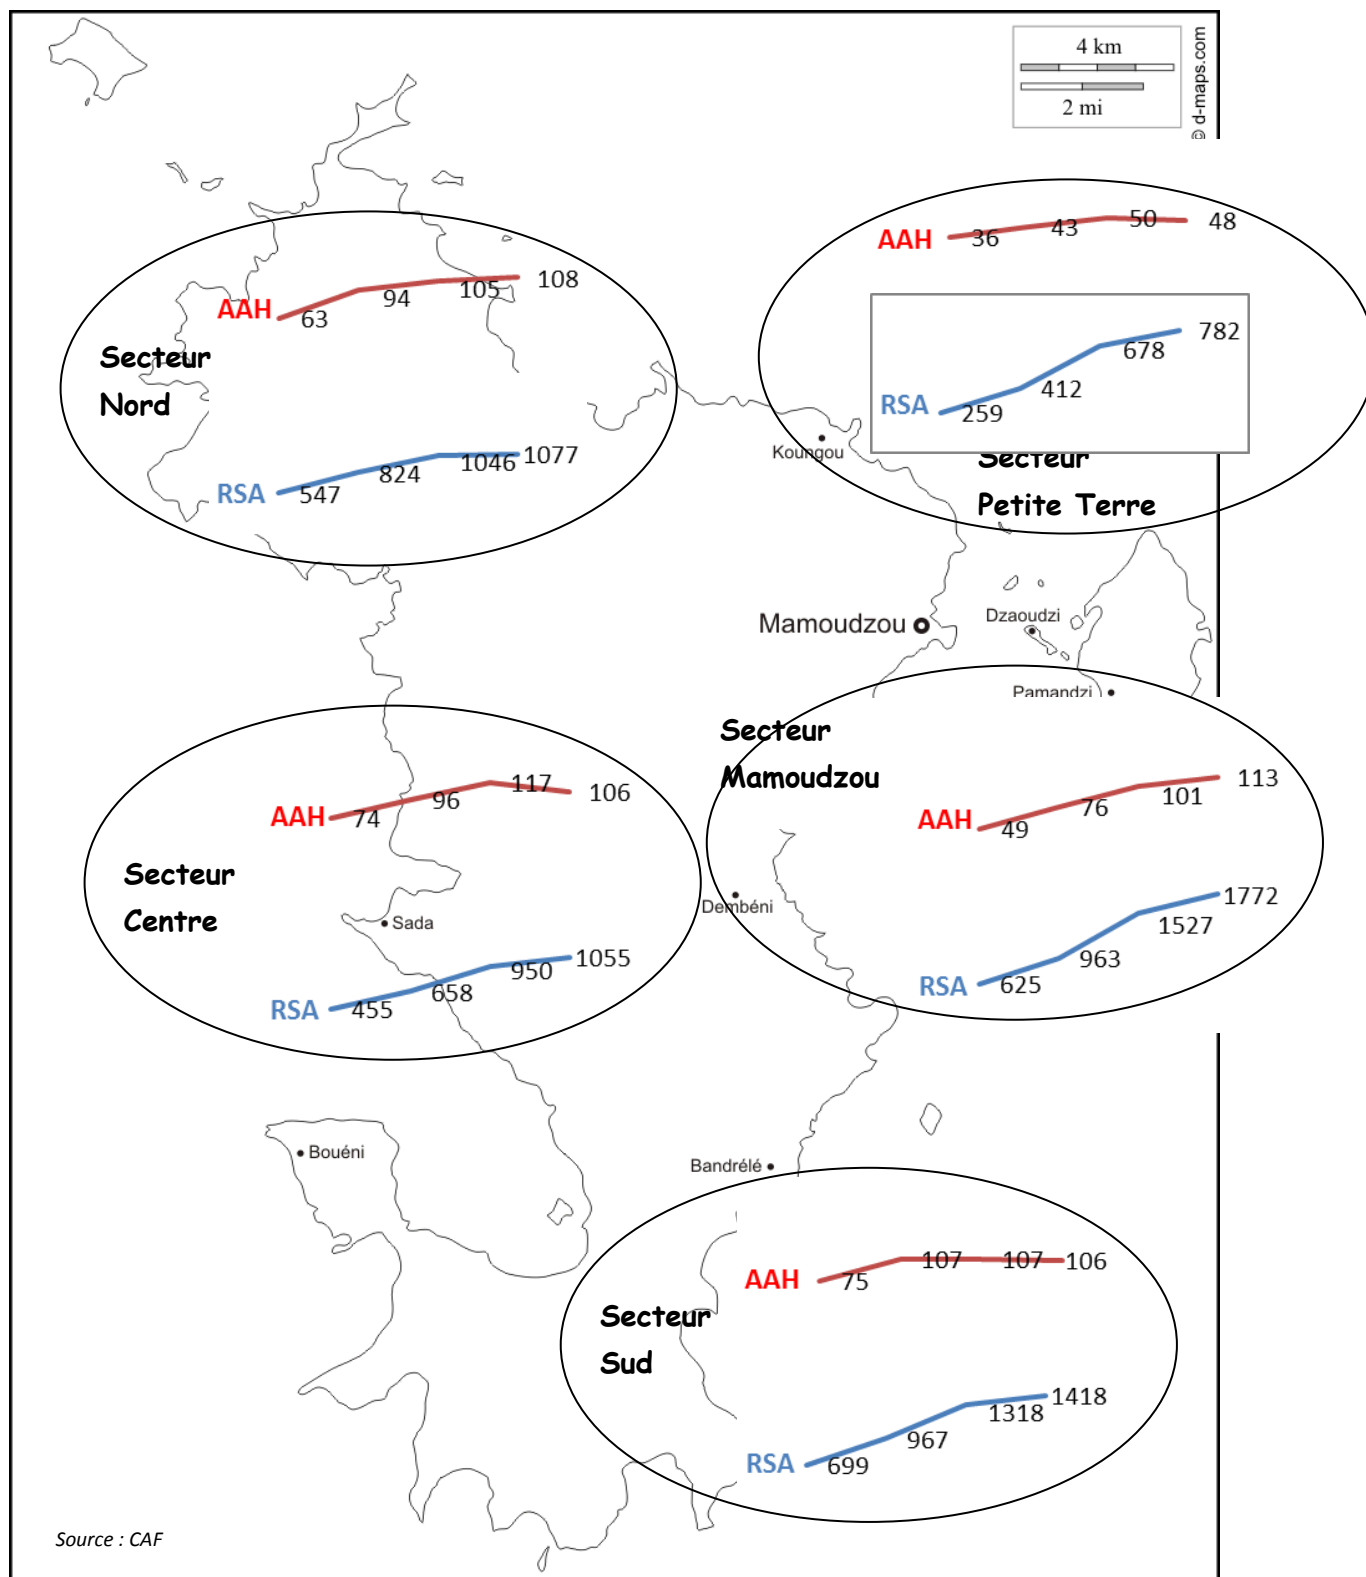 4 km
2 mi
© d-maps.com
AAH
36
43
50
48
AAH
63
94
105
108
RSA
259
412
678
782
Secteur
Nord
Koungou
Secteur
Petite Terre
RSA
547
824
1046
1077
Mamoudzou
Dzaoudzi
Pamandzi
Secteur
Mamoudzou
AAH
74
96
117
106
AAH
49
76
101
113
Secteur
Centre
Sada
Dembéni
RSA
455
658
950
1055
RSA
625
963
1527
1772
Bouéni
Bandrélé
AAH
75
107
107
106
Secteur
Sud
RSA
699
967
1318
1418
Source : CAF